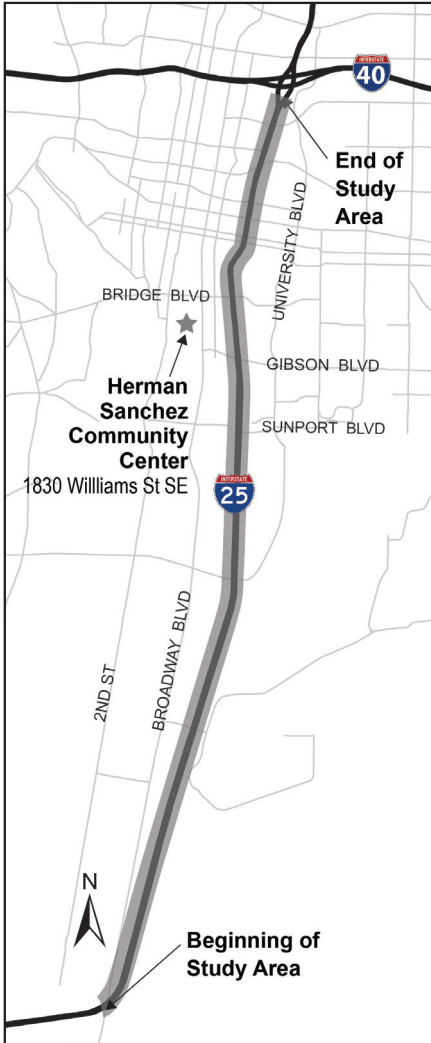 INTERSTATE
40
End of
Study
Area
UNIVERSITY BLVD
BRIDGE BLVD
GIBSON BLVD
Herman
Sanchez
Community
Center
1830 Willliams St SE
SUNPORT BLVD
INTERSTATE
25
BROADWAY BLVD
2ND ST
N
Beginning of
Study Area